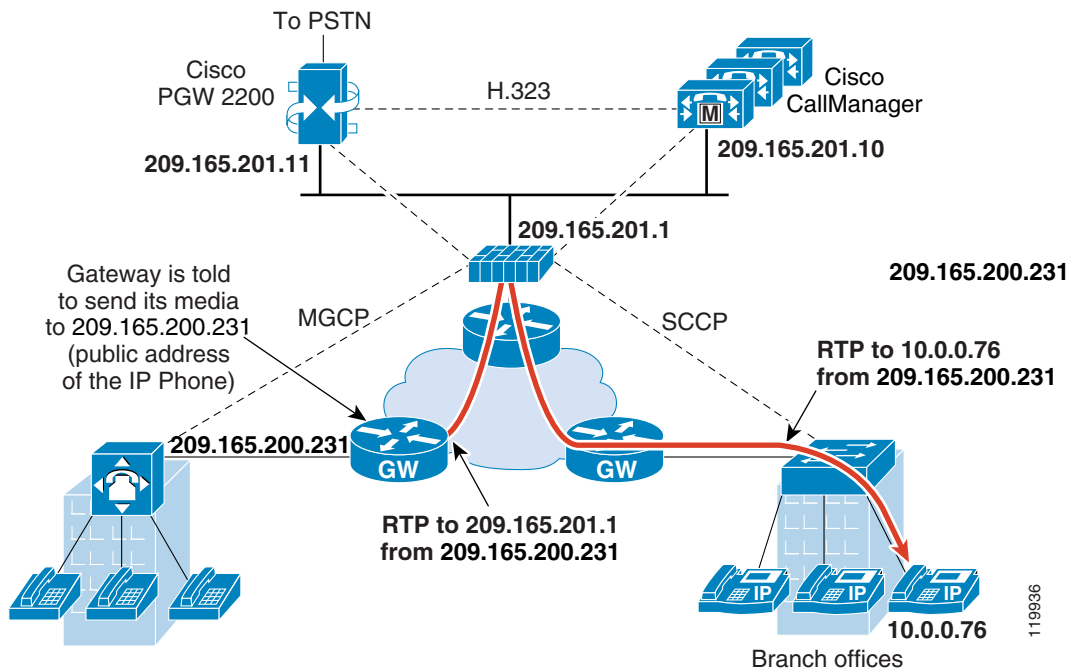 To PSTN
Cisco
PGW 2200
H.323
Cisco
CallManager
M
209.165.201.11
209.165.201.10
209.165.201.1
Gateway is told
to send its media
to 209.165.200.231
(public address
of the IP Phone)
MGCP
SCCP
209.165.200.231
RTP to 10.0.0.76
from 209.165.200.231
209.165.200.231
GW
GW
RTP to 209.165.201.1
from 209.165.200.231
IP
IP
IP
10.0.0.76
Branch offices
119936